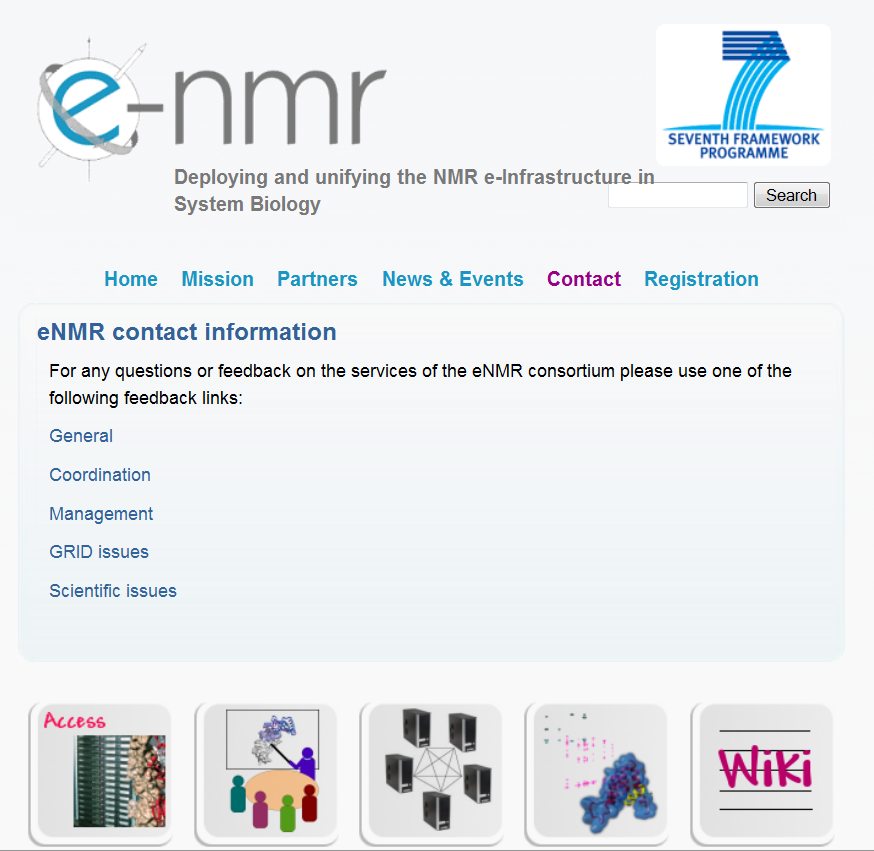 e-nmr
SEVENTH FRAMEWORK
PROGRAMME
Deploying and unifying the NMR e-Infrastructure in
System Biology
Search
Home Mission Partners News & Events Contact Registration
eNMR contact information
For any questions or feedback on the services of the eNMR consortium please use one of the
following feedback links:
General
Coordination
Management
GRID issues
Scientific issues
Access
Wiki